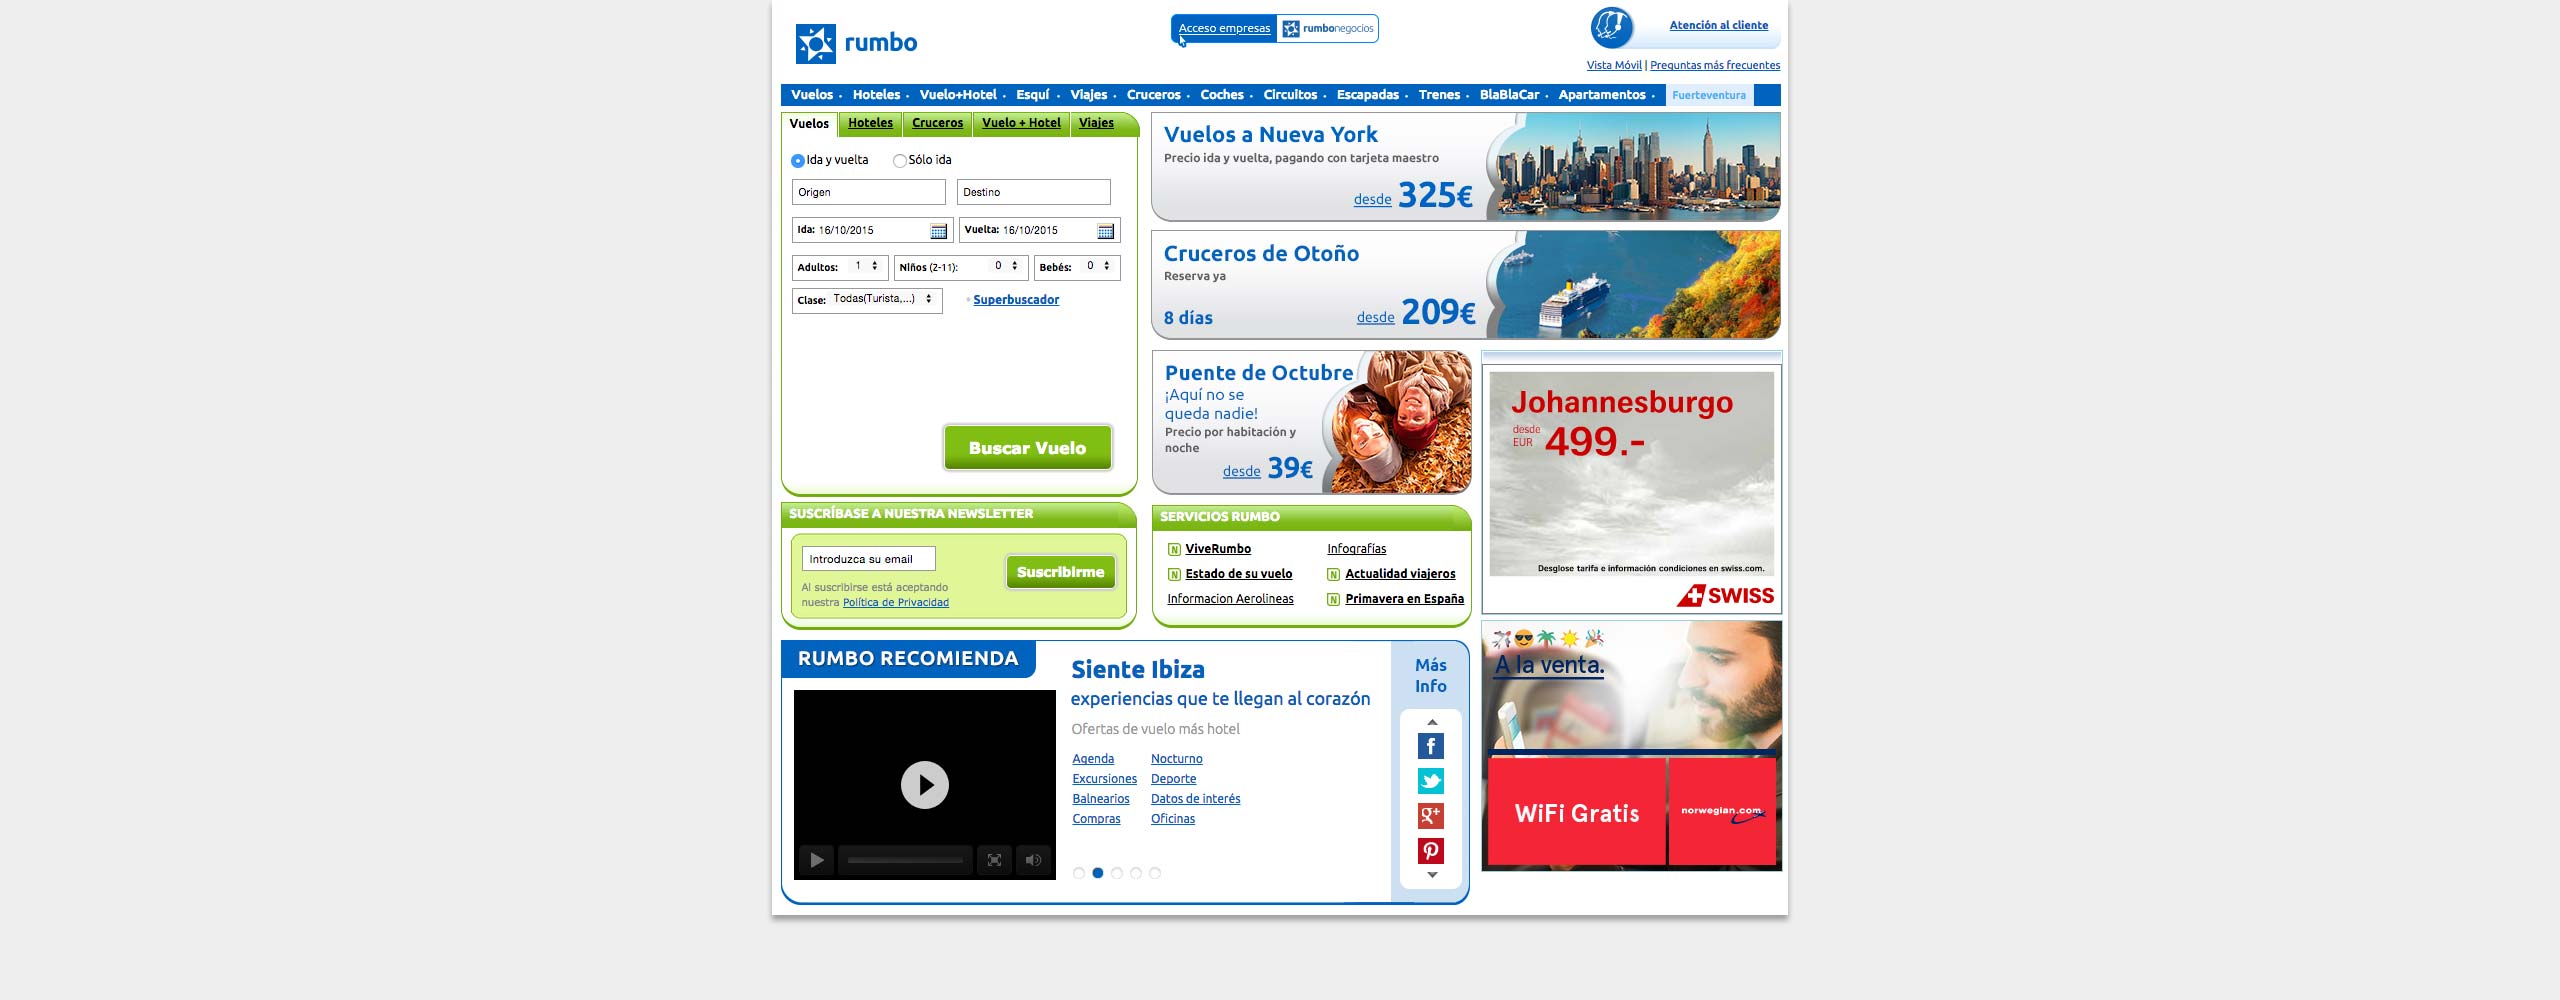 rumbo
Acceso empresas
rumbonegocios
Atención al cliente
Vista Móvil | Preguntas más frecuentes
Vuelos · Hoteles · Vuelo+Hotel · Esquí · Viajes · Cruceros · Coches · Circuitos · Escapadas · Trenes · BlaBlaCar · Apartamentos · Fuerteventura
Vuelos Hoteles Cruceros Vuelo + Hotel Viajes
Ida y vuelta Sólo ida
Origen Destino
Ida: 16/10/2015 Vuelta: 16/10/2015
Adultos: 1 Niños (2-11): 0 Bebés: 0
Clase: Todas(Turista,...) Superbuscador
Buscar Vuelo
Vuelos a Nueva York
Precio ida y vuelta, pagando con tarjeta maestro
desde 325€
Cruceros de Otoño
Reserva ya
8 días desde 209€
Puente de Octubre
¡Aquí no se
queda nadie!
Precio por habitación y
noche
desde 39€
Johannesburgo
desde
EUR 499.-
Desglose tarifa e información condiciones en swiss.com.
SWISS
SUSCRÍBASE A NUESTRA NEWSLETTER
Introduzca su email
Suscribirme
Al suscribirse está aceptando
nuestra Política de Privacidad
SERVICIOS RUMBO
N ViveRumbo Infografías
N Estado de su vuelo N Actualidad viajeros
Informacion Aerolineas N Primavera en España
RUMBO RECOMIENDA
Siente Ibiza
experiencias que te llegan al corazón
Ofertas de vuelo más hotel
Agenda Nocturno
Excursiones Deporte
Balnearios Datos de interés
Compras Oficinas
Más
Info
A la venta.
WiFi Gratis
norwegian.com